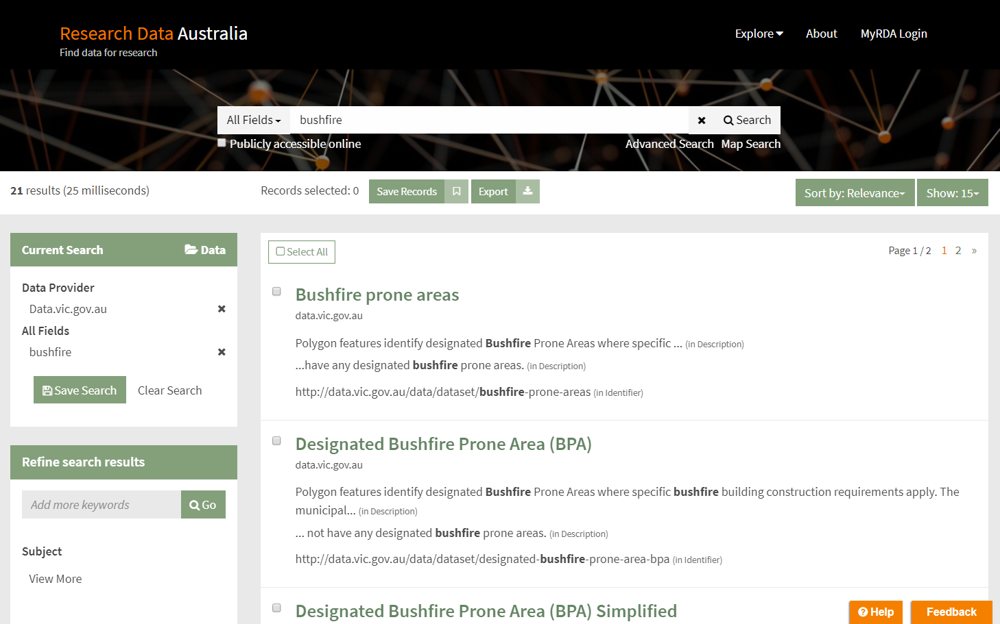 Research Data Australia
Find data for research
Explore
About
MyRDA Login
All Fields
bushfire
Search
Publicly accessible online
Advanced Search
Map Search
21 results (25 milliseconds)
Records selected: 0
Save Records
Export
Sort by: Relevance
Show: 15
Current Search
Data
Data Provider
Data.vic.gov.au
All Fields
bushfire
Save Search
Clear Search
Refine search results
Add more keywords
Go
Subject
View More
Select All
Page 1 / 2 1 2 »
Bushfire prone areas
data.vic.gov.au
Polygon features identify designated Bushfire Prone Areas where specific ... (in Description)
...have any designated bushfire prone areas. (in Description)
http://data.vic.gov.au/data/dataset/bushfire-prone-areas (in Identifier)
Designated Bushfire Prone Area (BPA)
data.vic.gov.au
Polygon features identify designated Bushfire Prone Areas where specific bushfire building construction requirements apply. The
municipal... (in Description)
... not have any designated bushfire prone areas. (in Description)
http://data.vic.gov.au/data/dataset/designated-bushfire-prone-area-bpa (in Identifier)
Designated Bushfire Prone Area (BPA) Simplified
Help
Feedback